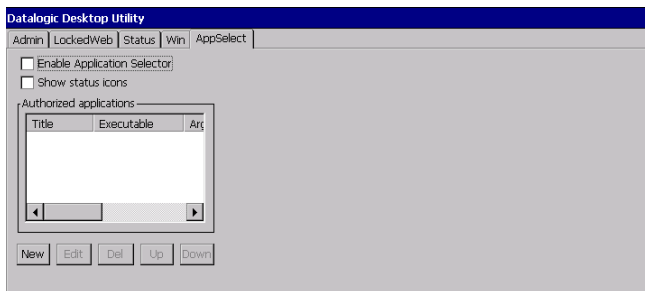 Datalogic Desktop Utility
Admin LockedWeb Status Win AppSelect
Enable Application Selector
Show status icons
Authorized applications
Title Executable Arg
New Edit Del Up Down